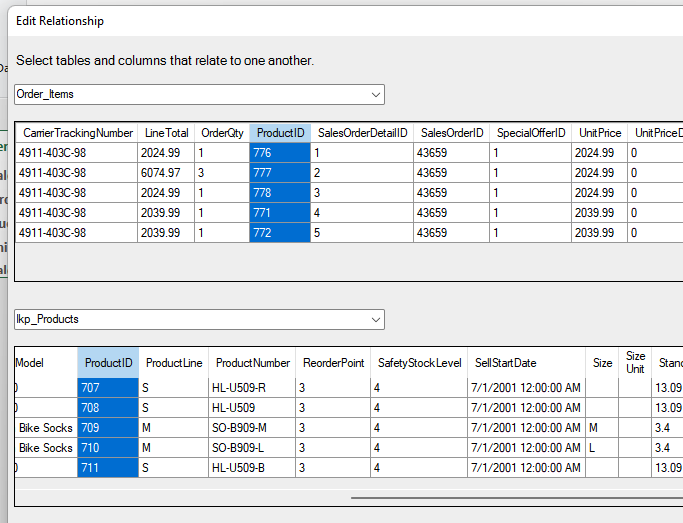 Edit Relationship
Select tables and columns that relate to one another.
Order_Items
CarrierTrackingNumber LineTotal OrderQty ProductID SalesOrderDetailID SalesOrderID SpecialOfferID UnitPrice UnitPriceD
4911-403C-98 2024.99 1 776 1 43659 1 2024.99 0
4911-403C-98 6074.97 3 777 2 43659 1 2024.99 0
4911-403C-98 2024.99 1 778 3 43659 1 2024.99 0
4911-403C-98 2039.99 1 771 4 43659 1 2039.99 0
4911-403C-98 2039.99 1 772 5 43659 1 2039.99 0
lkp_Products
Model ProductID ProductLine ProductNumber ReorderPoint SafetyStockLevel SellStartDate Size Size Unit Stand
707 S HL-U509-R 3 4 7/1/2001 12:00:00 AM 13.09
708 S HL-U509 3 4 7/1/2001 12:00:00 AM 13.09
Bike Socks 709 M SO-B909-M 3 4 7/1/2001 12:00:00 AM M 3.4
Bike Socks 710 M SO-B909-L 3 4 7/1/2001 12:00:00 AM L 3.4
711 S HL-U509-B 3 4 7/1/2001 12:00:00 AM 13.09